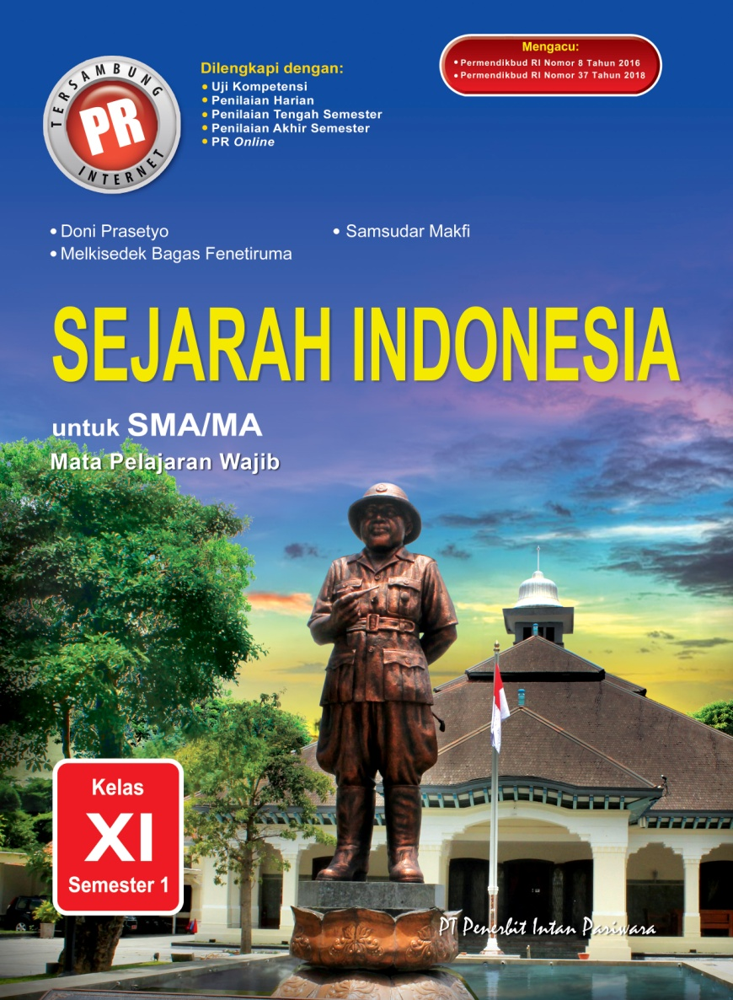 TERSAMBUNG
PR
INTERNET
Dilengkapi dengan:
• Uji Kompetensi
• Penilaian Harian
• Penilaian Tengah Semester
• Penilaian Akhir Semester
• PR Online
Mengacu:
• Permendikbud RI Nomor 8 Tahun 2016
• Permendikbud RI Nomor 37 Tahun 2018
• Doni Prasetyo
• Melkisedek Bagas Fenetiruma
• Samsudar Makfi
SEJARAH INDONESIA
untuk SMA/MA
Mata Pelajaran Wajib
Kelas
XI
Semester 1
PT Penerbit Intan Pariwara